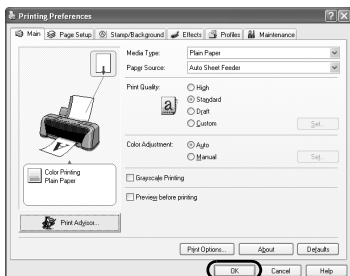 Printing Preferences
Main Page Setup Stamp/Background Effects Profiles Maintenance
Media Type: Plain Paper
Paper Source: Auto Sheet Feeder
Print Quality: High
Standard
Draft
Custom Set...
Color Adjustment: Auto
Manual Set...
Color Printing
Plain Paper
Grayscale Printing
Preview before printing
Print Advisor...
Print Options... About Defaults
OK Cancel Help